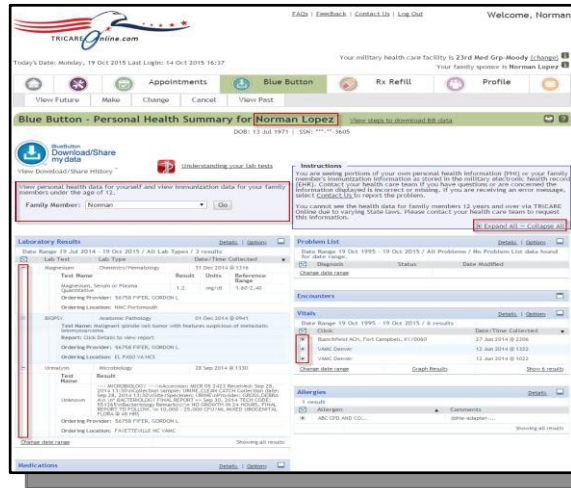 TRICARE Online.com
FAQs | Feedback | Contact Us | Log Out
Welcome, Norman
Today's Date: Monday, 19 Oct 2015 Last Login: 14 Oct 2015 16:37
Your military health care facility is 23rd Med Grp-Moody (change)
Your family sponsor is Norman Lopez
Appointments
Blue Button
Rx Refill
Profile
View Future
Make
Change
Cancel
View Past
Blue Button - Personal Health Summary for Norman Lopez
View steps to download BB data
DOB: 13 Jul 1971 | SSN: ***-**-3605
BlueButton
Download/Share
my data
View Download/Share History
Understanding your lab tests
View personal health data for yourself and view immunization data for your family
members under the age of 12.
Family Member: Norman
Go
Instructions
You are seeing portions of your own personal health information (PHI) or your family
member's immunization information as stored in the military electronic health record
(EHR). Contact your health care team if you have questions or are concerned the
information displayed is incorrect or missing. If you are receiving an error message,
select Contact Us to report the problem.
You cannot see the health data for family members 12 years and over via TRICARE
Online due to varying State laws. Please contact your health care team to request
this information.
Expand All - Collapse All
Laboratory Results
Details | Options
Date Range 19 Jul 2014 - 19 Oct 2015 / All Lab Types / 3 results
Lab Test
Lab Type
Date/Time Collected
Magnesium
Chemistry/Hematology
31 Dec 2014 @ 1316
Test Name
Result
Units
Reference
Range
Magnesium, Serum or Plasma
Quantitative
1.2
mg/dl
1.60-2.40
Ordering Provider: 56758 FIFER, GORDON L
Ordering Location: NMC Portsmouth
BIOPSY
Anatomic Pathology
01 Dec 2014 @ 0941
Test Name: malignant spindle cell tumor with features suspicious of metastatic
leiomyosarcoma
Report: Click Details to view report
Ordering Provider: 56758 FIFER, GORDON L
Ordering Location: EL PASO VA HCS
Urinalysis
Microbiology
28 Sep 2014 @ 1330
Test
Name
Result
Unknown
Ordering Provider: 56758 FIFER, GORDON L
Ordering Location: FAYETTEVILLE NC VAMC
Change date range
Showing all results
Medications
Details | Options
Problem List
Details | Options
Date Range 19 Oct 1995 - 19 Oct 2015 / All Problems / No Problem List data found
for date range.
Diagnosis
Status
Date Modified
Change date range
Encounters
Vitals
Details | Options
Date Range 19 Oct 1995 - 19 Oct 2015 / 6 results
Clinic
Date/Time Collected
Blanchfield ACH, Fort Campbell, KY/0060
27 Jun 2014 @ 2306
VAMC Denver
12 Jun 2014 @ 1322
VAMC Denver
12 Jun 2014 @ 1022
Change date range
Graph Results
Show 6 results
Allergies
Details
1 result
Allergen
Comments
ABC CPD AND CO...
Showing all results